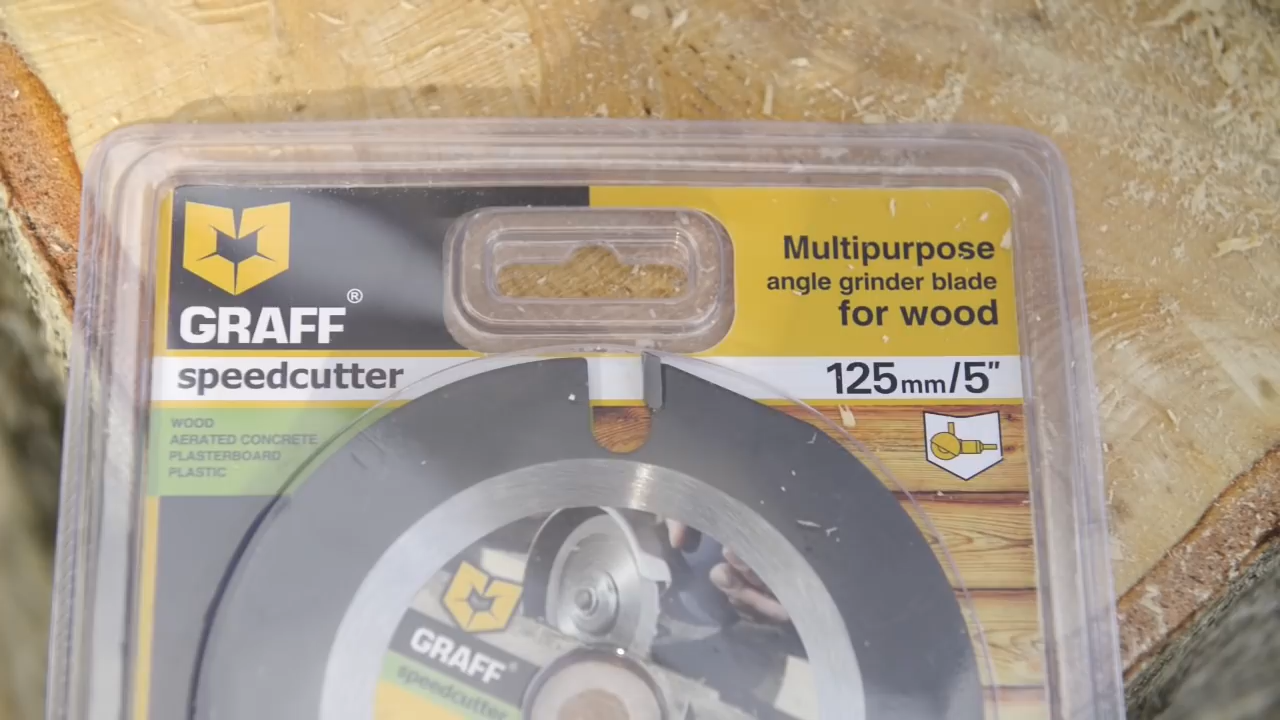 GRAFF®
speedcutter
Multipurpose
angle grinder blade
for wood
125mm/5"
WOOD
AERATED CONCRETE
PLASTERBOARD
PLASTIC
GRAFF®
speedcutter